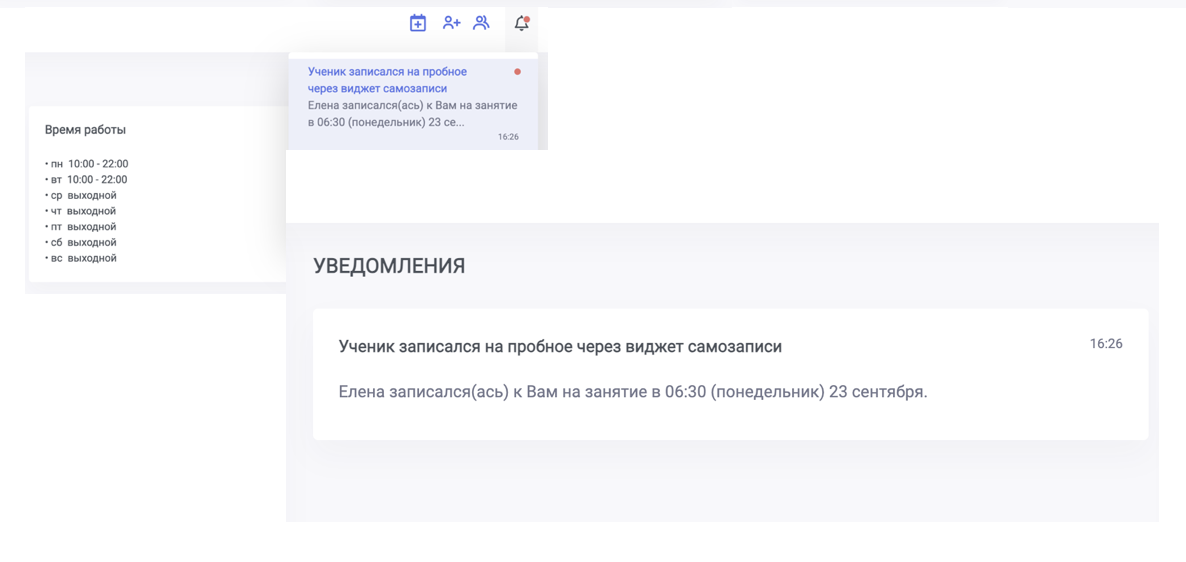 Ученик записался на пробное
через виджет самозаписи
Елена записался(ась) к Вам на занятие
в 06:30 (понедельник) 23 се...
16:26
Время работы
• пн 10:00 - 22:00
• вт 10:00 - 22:00
• ср выходной
• чт выходной
• пт выходной
• сб выходной
• вс выходной
УВЕДОМЛЕНИЯ
Ученик записался на пробное через виджет самозаписи
16:26
Елена записался(ась) к Вам на занятие в 06:30 (понедельник) 23 сентября.